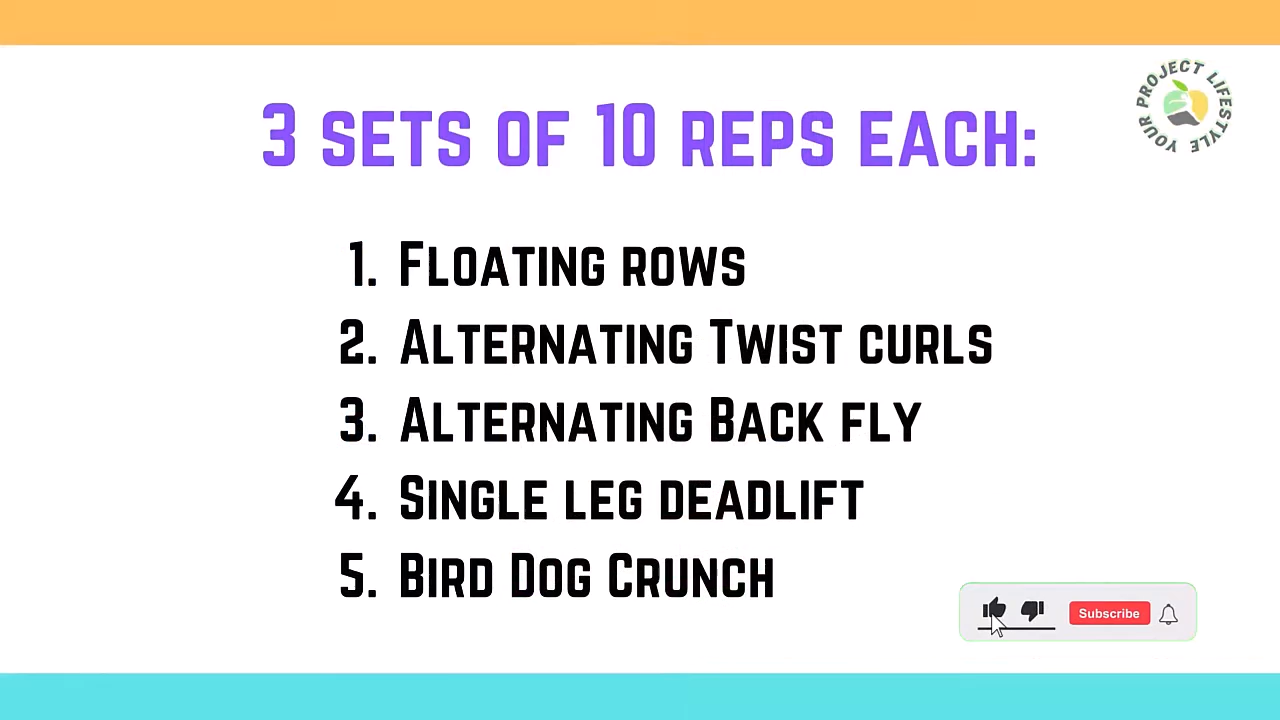 3 SETS OF 10 REPS EACH:
YOUR PROJECT LIFESTYLE
1. FLOATING ROWS
2. ALTERNATING TWIST CURLS
3. ALTERNATING BACK FLY
4. SINGLE LEG DEADLIFT
5. BIRD DOG CRUNCH
Subscribe